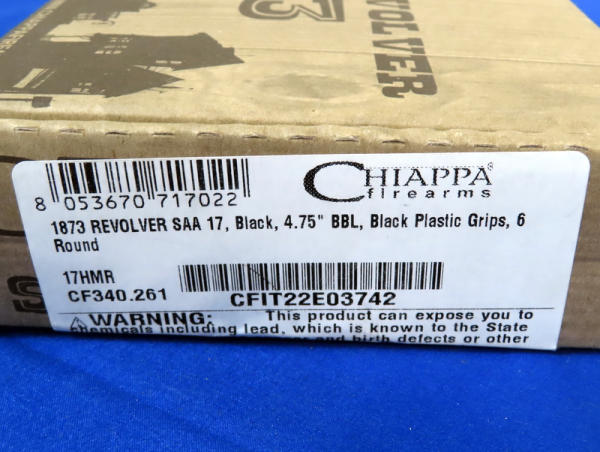 REVOLVER
3
8 053670 717022
CHIAPPA
firearms
1873 REVOLVER SAA 17, Black, 4.75" BBL, Black Plastic Grips, 6
Round
17HMR
CF340.261
CFIT22E03742
WARNING: This product can expose you to
chemicals including lead, which is known to the State
and birth defects or other